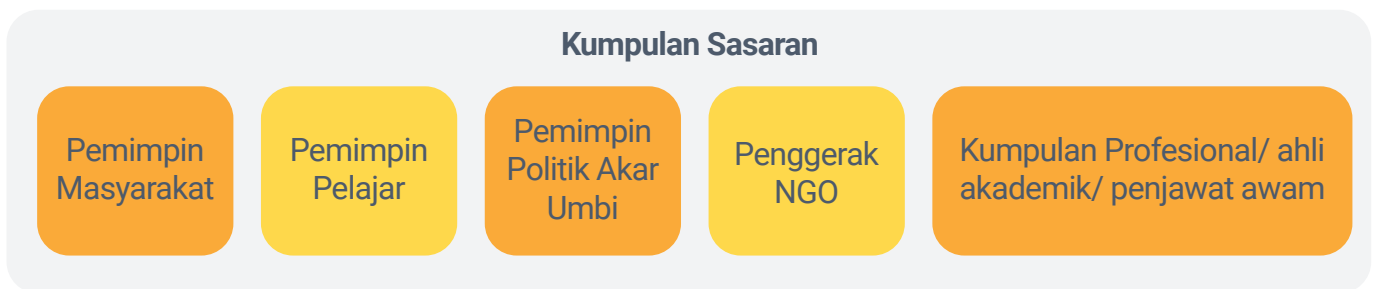 Kumpulan Sasaran
Pemimpin
Masyarakat
Pemimpin
Pelajar
Pemimpin
Politik Akar
Umbi
Penggerak
NGO
Kumpulan Profesional/ ahli
akademik/ penjawat awam